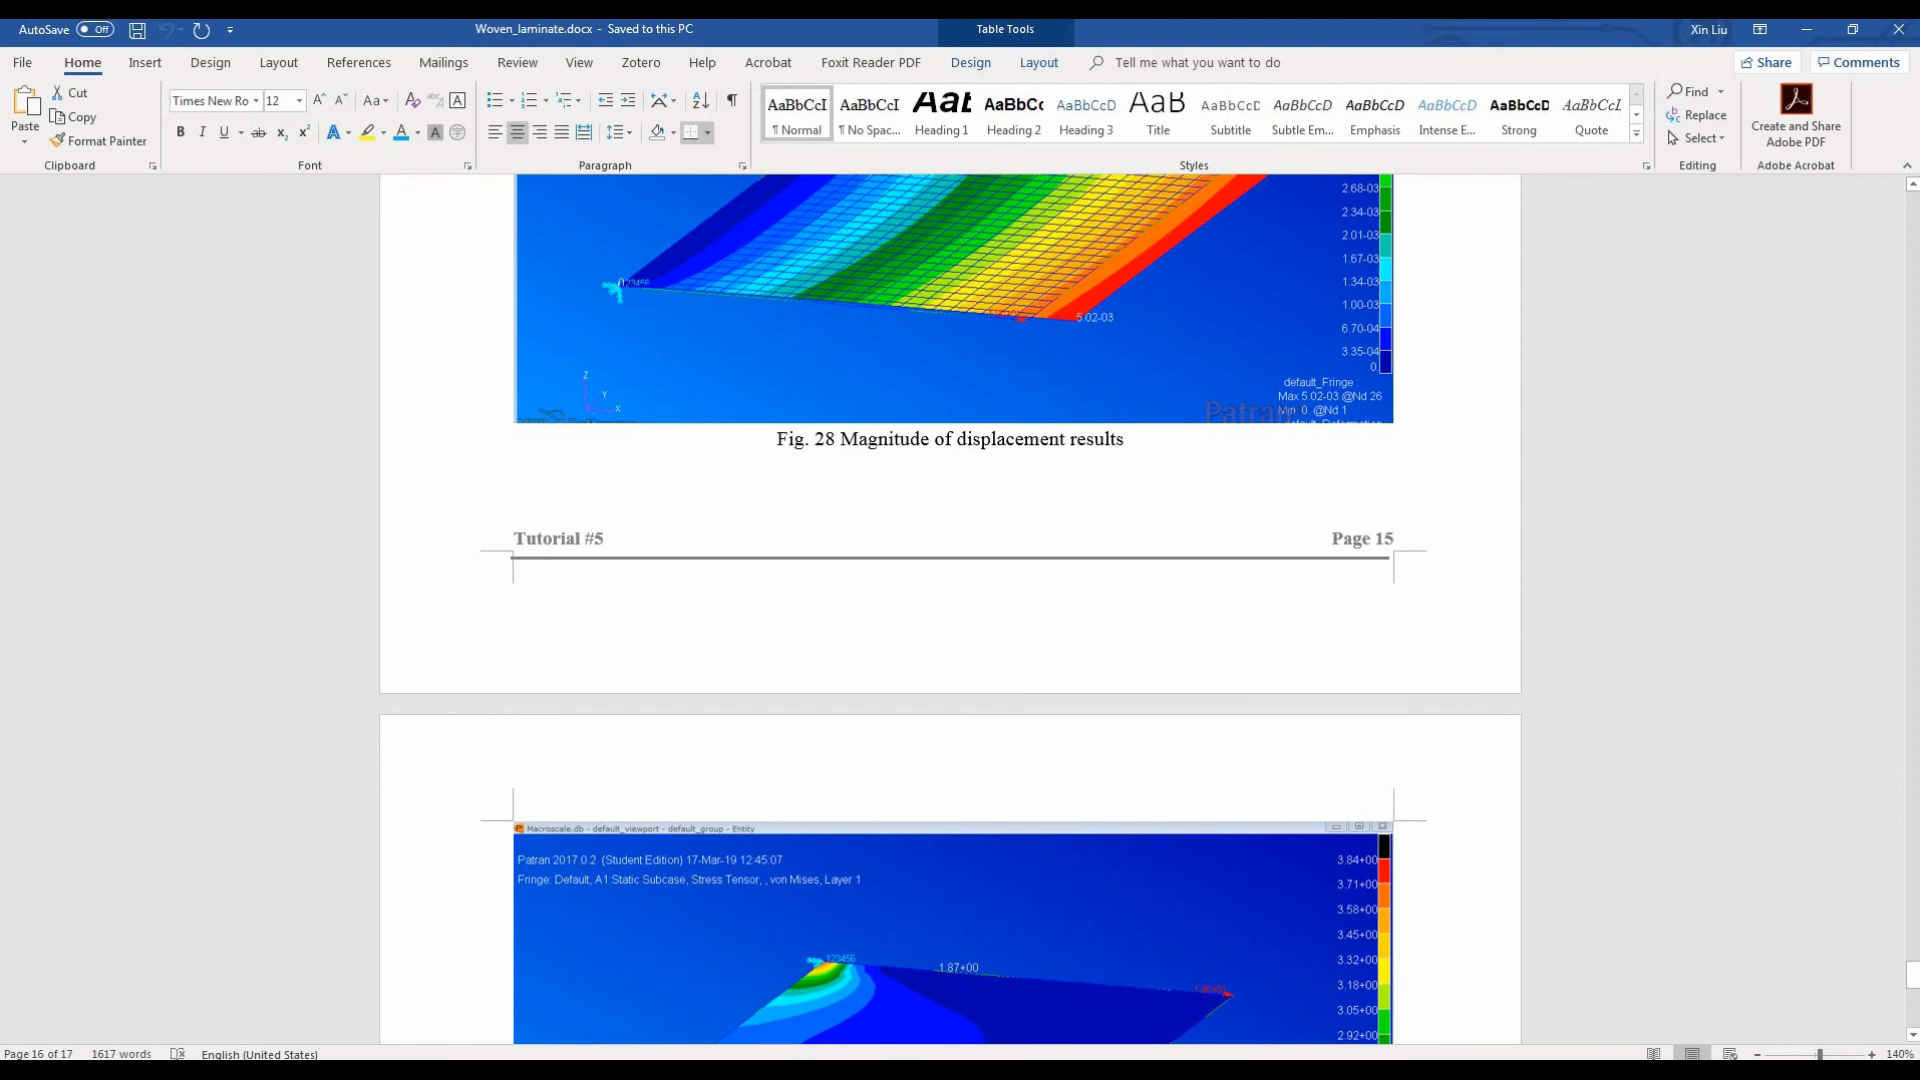 AutoSave Off
Woven_laminate.docx - Saved to this PC
Table Tools
Xin Liu
File Home Insert Design Layout References Mailings Review View Zotero Help Acrobat Foxit Reader PDF Design Layout Tell me what you want to do Share Comments
Paste
Cut
Copy
Format Painter
Clipboard
Times New Ro 12
Font
Paragraph
AaBbCcI AaBbCcI AaB AaBbCc AaBbCcD AaB AaBbCcD AaBbCcD AaBbCcD AaBbCcD AaBbCcD AaBbCcL
¶ Normal ¶ No Spac... Heading 1 Heading 2 Heading 3 Title Subtitle Subtle Em... Emphasis Intense E... Strong Quote
Styles
Find
Replace
Select
Editing
Create and Share
Adobe PDF
Adobe Acrobat
2.68-03
2.34-03
2.01-03
1.67-03
1.34-03
1.00-03
6.70-04
3.35-04
0.
123456
5.02-03
Z
Y
X
default_Fringe :
Max 5.02-03 @Nd 26
Min 0. @Nd 1
default_Deformation :
Patran
Fig. 28 Magnitude of displacement results
Tutorial #5 Page 15
Macroscale.db - default_viewport - default_group - Entity
Patran 2017.0.2 (Student Edition) 17-Mar-19 12:45:07
Fringe: Default, A1:Static Subcase, Stress Tensor, , von Mises, Layer 1
3.84+00
3.71+00
3.58+00
3.45+00
3.32+00
3.18+00
3.05+00
2.92+00
123456
1.87+00
Page 16 of 17 1617 words English (United States) 140%